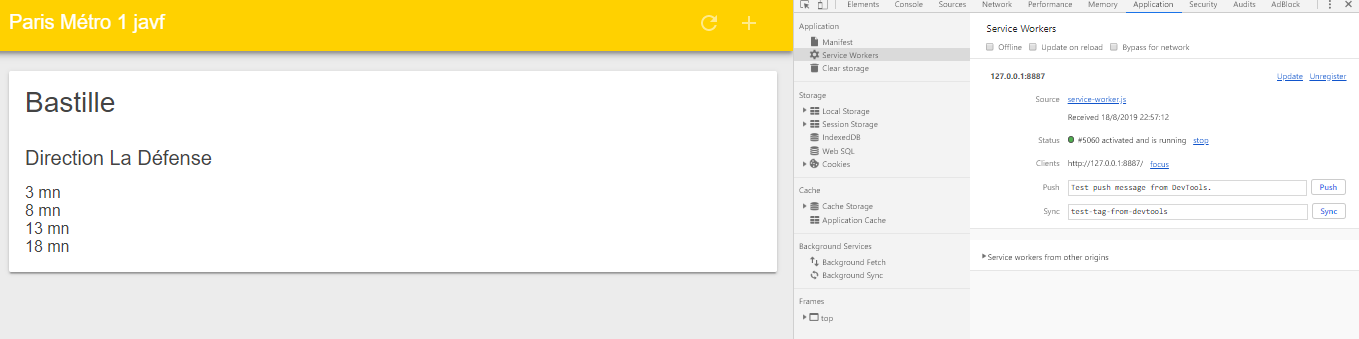 Paris Métro 1 javf
Bastille
Direction La Défense
3 mn
8 mn
13 mn
18 mn
Elements Console Sources Network Performance Memory Application Security Audits AdBlock
Application
Manifest
Service Workers
Clear storage
Storage
Local Storage
Session Storage
IndexedDB
Web SQL
Cookies
Cache
Cache Storage
Application Cache
Background Services
Background Fetch
Background Sync
Frames
top
Service Workers
Offline Update on reload Bypass for network
127.0.0.1:8887 Update Unregister
Source service-worker.js
Received 18/8/2019 22:57:12
Status #5060 activated and is running stop
Clients http://127.0.0.1:8887/ focus
Push Test push message from DevTools. Push
Sync test-tag-from-devtools Sync
Service workers from other origins